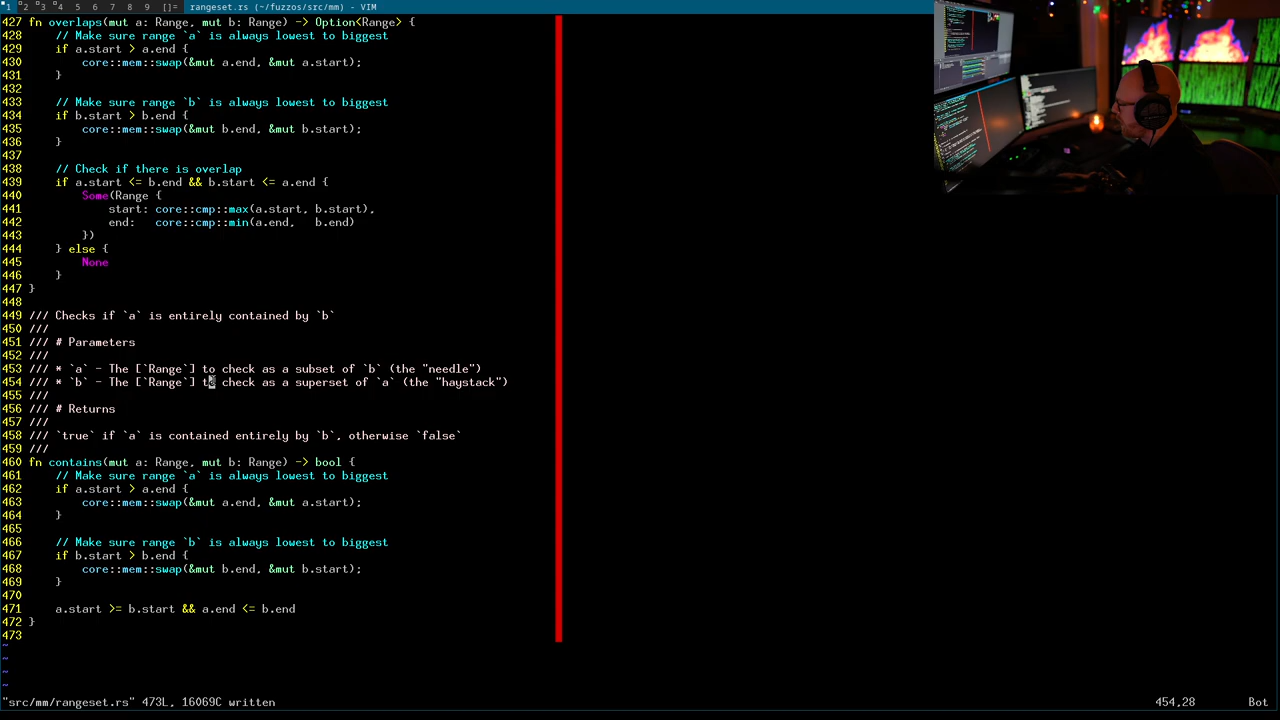 1 2 3 4 5 6 7 8 9 []= rangeset.rs (~/fuzzos/src/mm) - VIM
427 fn overlaps(mut a: Range, mut b: Range) -> Option<Range> {
428     // Make sure range `a` is always lowest to biggest
429     if a.start > a.end {
430         core::mem::swap(&mut a.end, &mut a.start);
431     }
432
433     // Make sure range `b` is always lowest to biggest
434     if b.start > b.end {
435         core::mem::swap(&mut b.end, &mut b.start);
436     }
437
438     // Check if there is overlap
439     if a.start <= b.end && b.start <= a.end {
440         Some(Range {
441             start: core::cmp::max(a.start, b.start),
442             end:   core::cmp::min(a.end,   b.end)
443         })
444     } else {
445         None
446     }
447 }
448
449 /// Checks if `a` is entirely contained by `b`
450 ///
451 /// # Parameters
452 ///
453 /// * `a` - The [`Range`] to check as a subset of `b` (the "needle")
454 /// * `b` - The [`Range`] to check as a superset of `a` (the "haystack")
455 ///
456 /// # Returns
457 ///
458 /// `true` if `a` is contained entirely by `b`, otherwise `false`
459 ///
460 fn contains(mut a: Range, mut b: Range) -> bool {
461     // Make sure range `a` is always lowest to biggest
462     if a.start > a.end {
463         core::mem::swap(&mut a.end, &mut a.start);
464     }
465
466     // Make sure range `b` is always lowest to biggest
467     if b.start > b.end {
468         core::mem::swap(&mut b.end, &mut b.start);
469     }
470
471     a.start >= b.start && a.end <= b.end
472 }
473
~
~
~
~
"src/mm/rangeset.rs" 473L, 16069C written 454,28 Bot